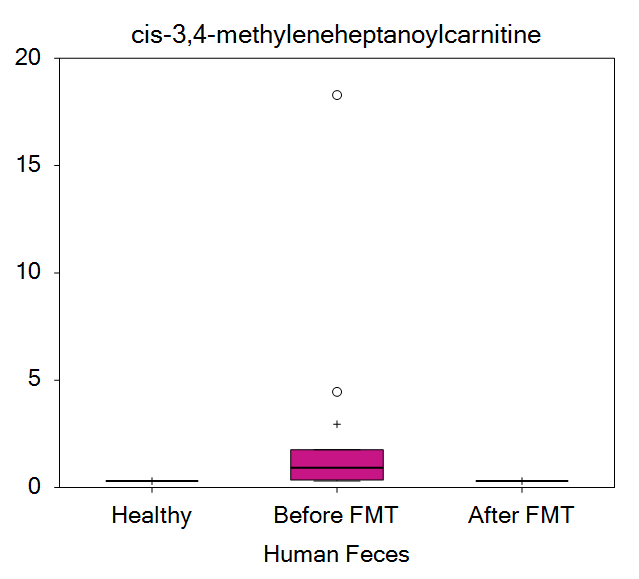 cis-3,4-methyleneheptanoylcarnitine
20
15
10
5
0
Healthy Before FMT After FMT
Human Feces